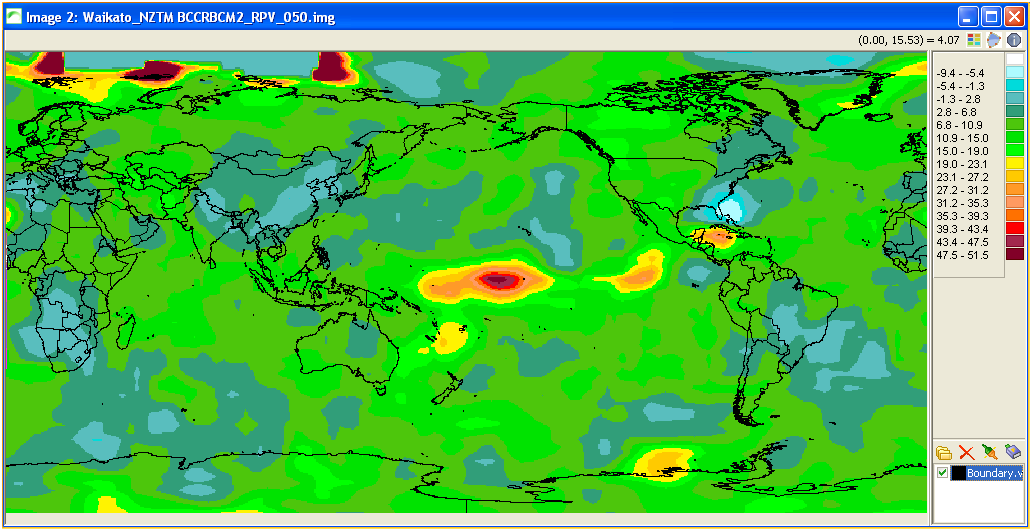 Image 2: Waikato_NZTM BCCRBCM2_RPV_050.img
(0.00, 15.53) = 4.07
-9.4 - -5.4
-5.4 - -1.3
-1.3 - 2.8
2.8 - 6.8
6.8 - 10.9
10.9 - 15.0
15.0 - 19.0
19.0 - 23.1
23.1 - 27.2
27.2 - 31.2
31.2 - 35.3
35.3 - 39.3
39.3 - 43.4
43.4 - 47.5
47.5 - 51.5
Boundary.v